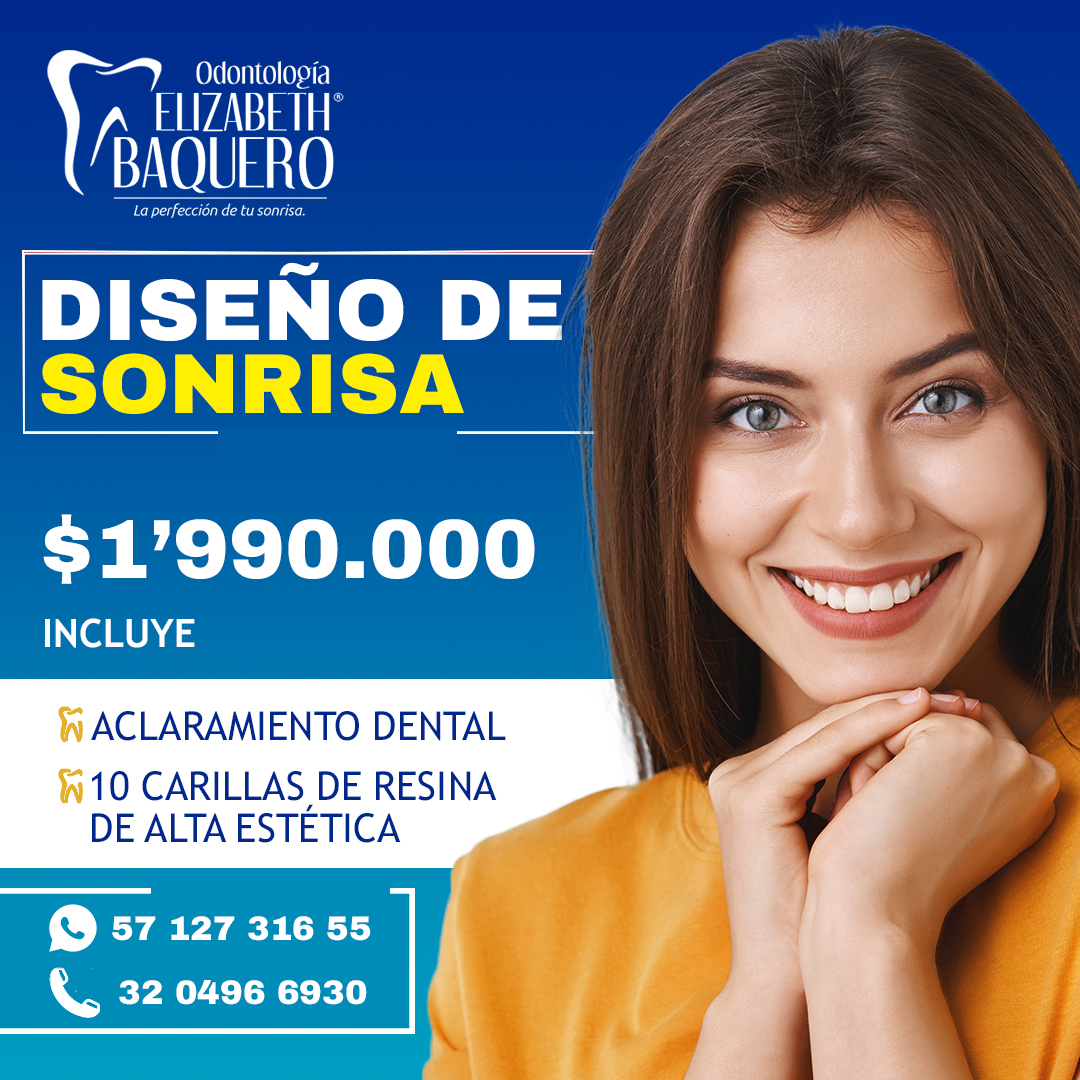 Odontología
ELIZABETH®
BAQUERO
La perfección de tu sonrisa.
DISEÑO DE
SONRISA
$1’990.000
INCLUYE
ACLARAMIENTO DENTAL
10 CARILLAS DE RESINA
DE ALTA ESTÉTICA
57 127 316 55
32 0496 6930